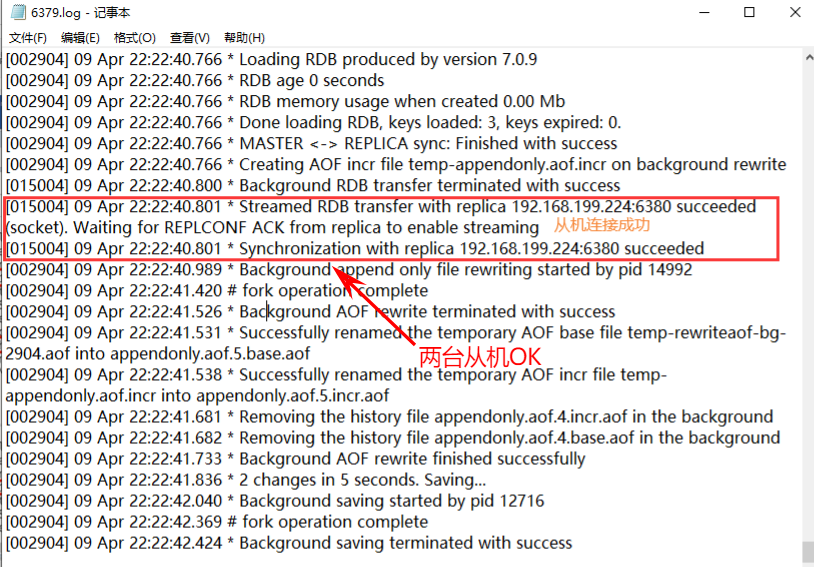 6379.log - 记事本
文件(F) 编辑(E) 格式(O) 查看(V) 帮助(H)
[002904] 09 Apr 22:22:40.766 * Loading RDB produced by version 7.0.9
[002904] 09 Apr 22:22:40.766 * RDB age 0 seconds
[002904] 09 Apr 22:22:40.766 * RDB memory usage when created 0.00 Mb
[002904] 09 Apr 22:22:40.766 * Done loading RDB, keys loaded: 3, keys expired: 0.
[002904] 09 Apr 22:22:40.766 * MASTER <-> REPLICA sync: Finished with success
[002904] 09 Apr 22:22:40.766 * Creating AOF incr file temp-appendonly.aof.incr on background rewrite
[015004] 09 Apr 22:22:40.800 * Background RDB transfer terminated with success
[015004] 09 Apr 22:22:40.801 * Streamed RDB transfer with replica 192.168.199.224:6380 succeeded
(socket). Waiting for REPLCONF ACK from replica to enable streaming 从机连接成功
[015004] 09 Apr 22:22:40.801 * Synchronization with replica 192.168.199.224:6380 succeeded
[002904] 09 Apr 22:22:40.989 * Background append only file rewriting started by pid 14992
[002904] 09 Apr 22:22:41.420 # fork operation complete
[002904] 09 Apr 22:22:41.526 * Background AOF rewrite terminated with success
[002904] 09 Apr 22:22:41.531 * Successfully renamed the temporary AOF base file temp-rewriteaof-bg-
2904.aof into appendonly.aof.5.base.aof
两台从机OK
[002904] 09 Apr 22:22:41.538 * Successfully renamed the temporary AOF incr file temp-
appendonly.aof.incr into appendonly.aof.5.incr.aof
[002904] 09 Apr 22:22:41.681 * Removing the history file appendonly.aof.4.incr.aof in the background
[002904] 09 Apr 22:22:41.682 * Removing the history file appendonly.aof.4.base.aof in the background
[002904] 09 Apr 22:22:41.733 * Background AOF rewrite finished successfully
[002904] 09 Apr 22:22:41.836 * 2 changes in 5 seconds. Saving...
[002904] 09 Apr 22:22:42.040 * Background saving started by pid 12716
[002904] 09 Apr 22:22:42.369 # fork operation complete
[002904] 09 Apr 22:22:42.424 * Background saving terminated with success